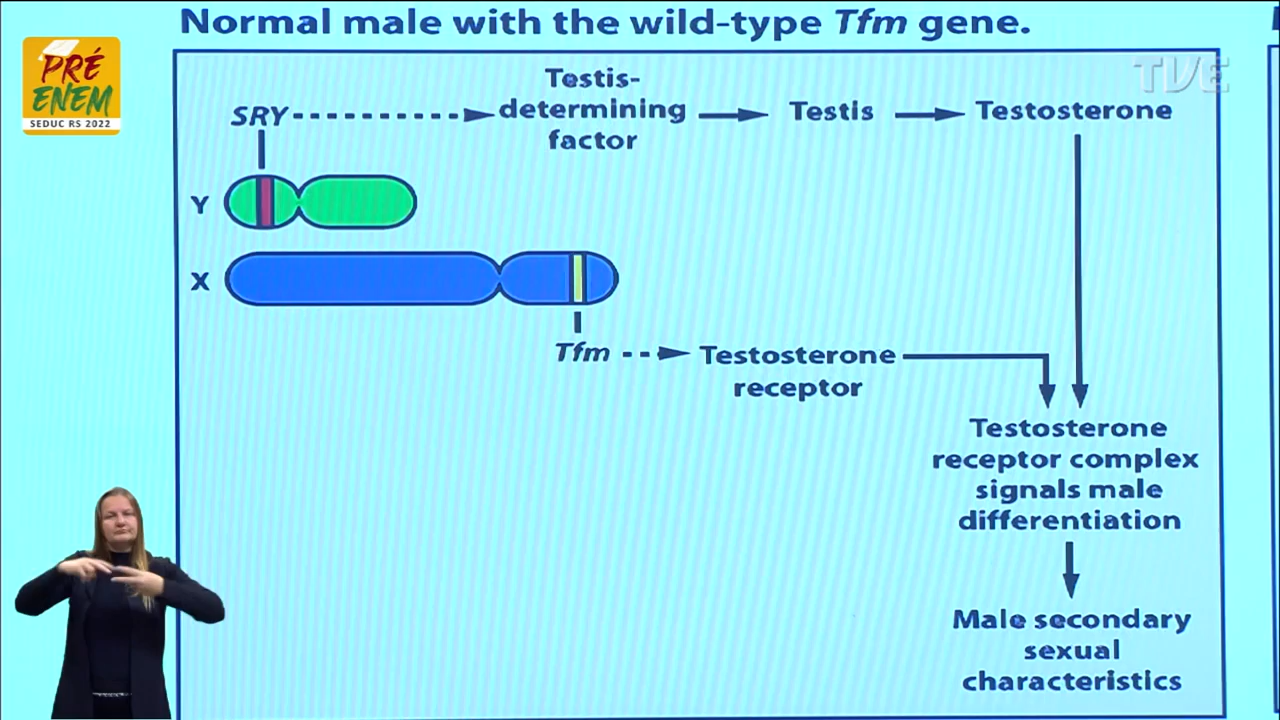 Normal male with the wild-type Tfm gene.
PRÉ
ENEM
SEDUC RS 2022
TVE
SRY
Testis-
determining
factor
Testis
Testosterone
Y
X
Tfm
Testosterone
receptor
Testosterone
receptor complex
signals male
differentiation
Male secondary
sexual
characteristics